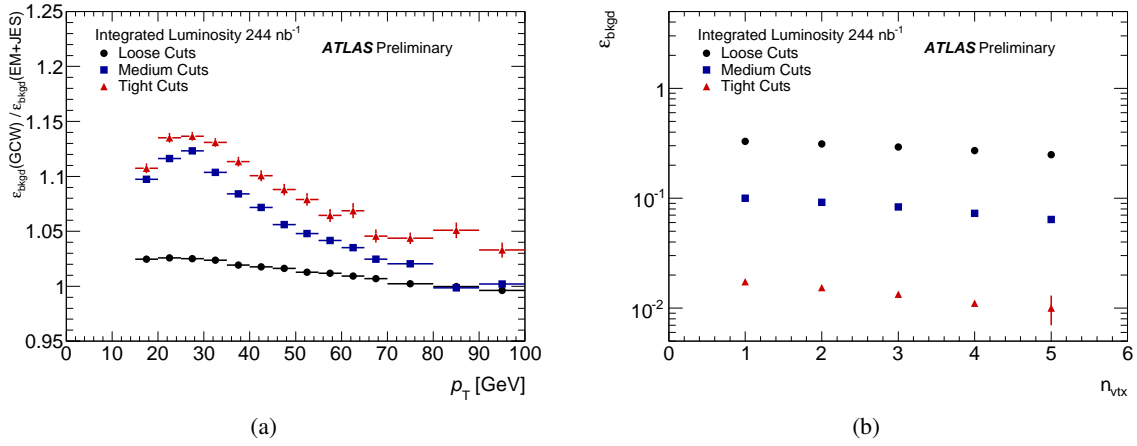 ε_bkgd(GCW) / ε_bkgd(EM+JES)
1.25
1.2
1.15
1.1
1.05
1
0.95
Integrated Luminosity 244 nb⁻¹
ATLAS Preliminary
Loose Cuts
Medium Cuts
Tight Cuts
0 10 20 30 40 50 60 70 80 90 100
p_T [GeV]
(a)
ε_bkgd
1
10⁻¹
10⁻²
Integrated Luminosity 244 nb⁻¹
ATLAS Preliminary
Loose Cuts
Medium Cuts
Tight Cuts
0 1 2 3 4 5 6
n_vtx
(b)